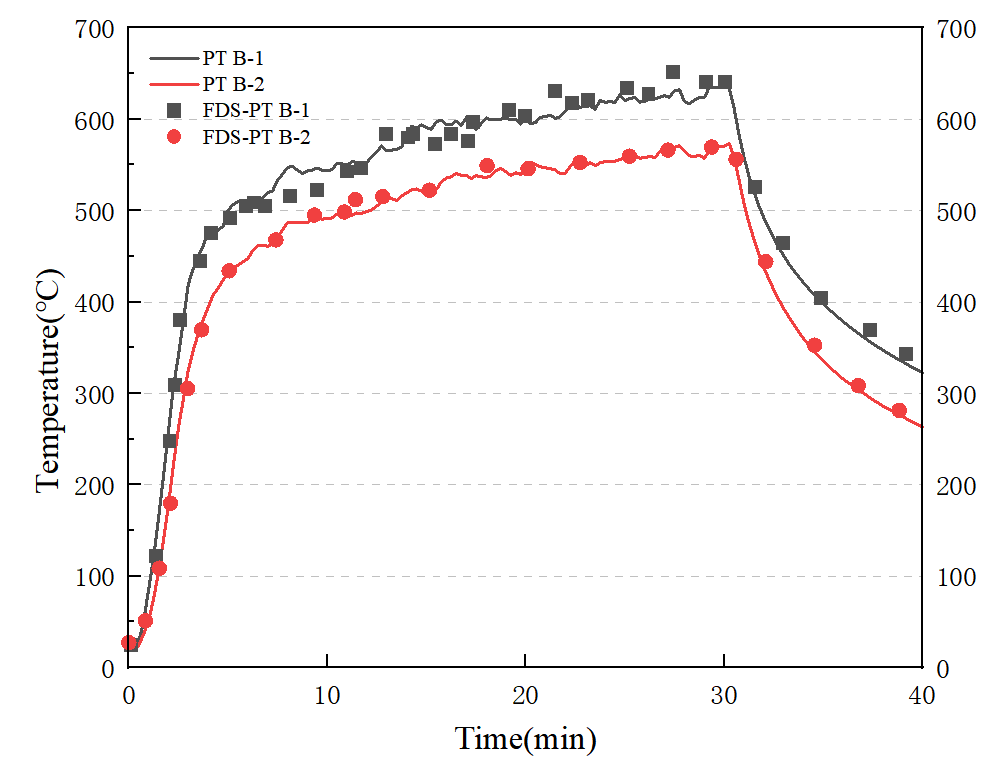 PT B-1
PT B-2
FDS-PT B-1
FDS-PT B-2
700 700
600 600
500 500
400 400
300 300
200 200
100 100
0 0
0 10 20 30 40
Temperature(°C)
Time(min)